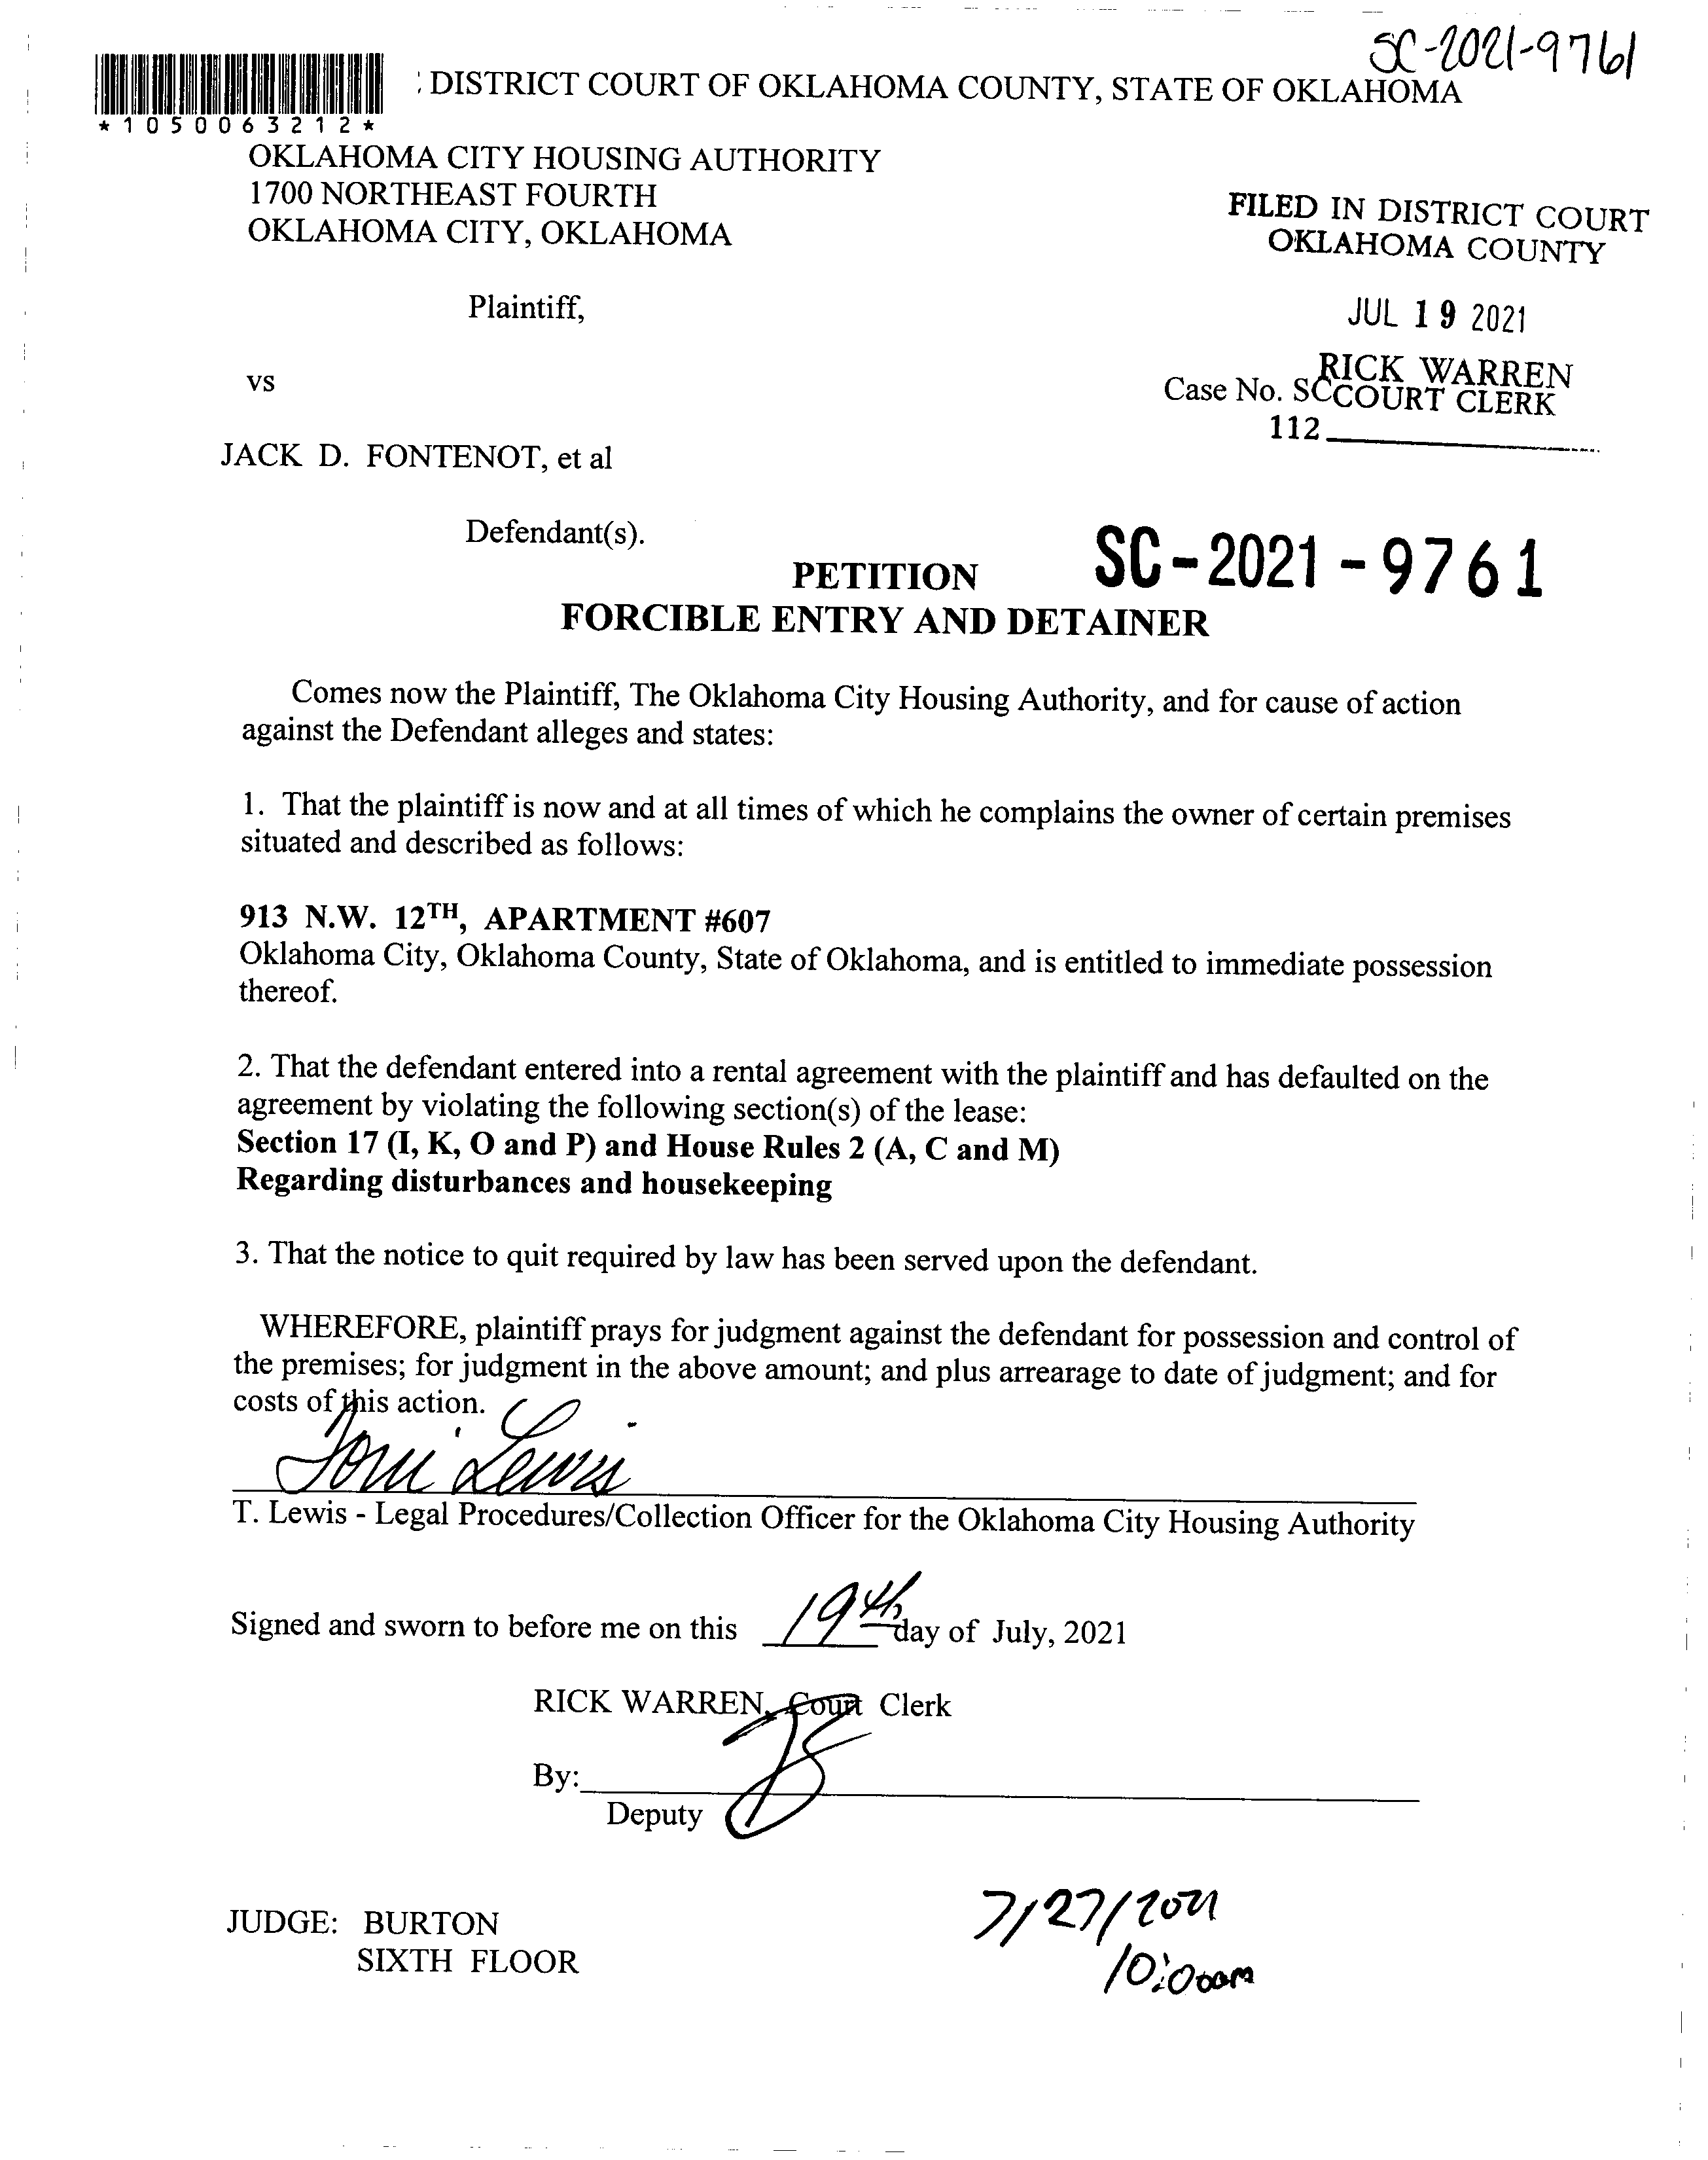 SC-2021-9761
: DISTRICT COURT OF OKLAHOMA COUNTY, STATE OF OKLAHOMA
*1050063212*
OKLAHOMA CITY HOUSING AUTHORITY
1700 NORTHEAST FOURTH
OKLAHOMA CITY, OKLAHOMA
FILED IN DISTRICT COURT
OKLAHOMA COUNTY
Plaintiff,
JUL 19 2021
vs
RICK WARREN
Case No. SC COURT CLERK
112
JACK D. FONTENOT, et al
Defendant(s).
SC-2021-9761
PETITION
FORCIBLE ENTRY AND DETAINER
Comes now the Plaintiff, The Oklahoma City Housing Authority, and for cause of action
against the Defendant alleges and states:
1. That the plaintiff is now and at all times of which he complains the owner of certain premises
situated and described as follows:
913 N.W. 12TH, APARTMENT #607
Oklahoma City, Oklahoma County, State of Oklahoma, and is entitled to immediate possession
thereof.
2. That the defendant entered into a rental agreement with the plaintiff and has defaulted on the
agreement by violating the following section(s) of the lease:
Section 17 (I, K, O and P) and House Rules 2 (A, C and M)
Regarding disturbances and housekeeping
3. That the notice to quit required by law has been served upon the defendant.
WHEREFORE, plaintiff prays for judgment against the defendant for possession and control of
the premises; for judgment in the above amount; and plus arrearage to date of judgment; and for
costs of this action.
Toni Lewis
T. Lewis - Legal Procedures/Collection Officer for the Oklahoma City Housing Authority
Signed and sworn to before me on this 19th day of July, 2021
RICK WARREN, Court Clerk
By:
Deputy
JUDGE: BURTON
SIXTH FLOOR
7/27/2021
10:00am